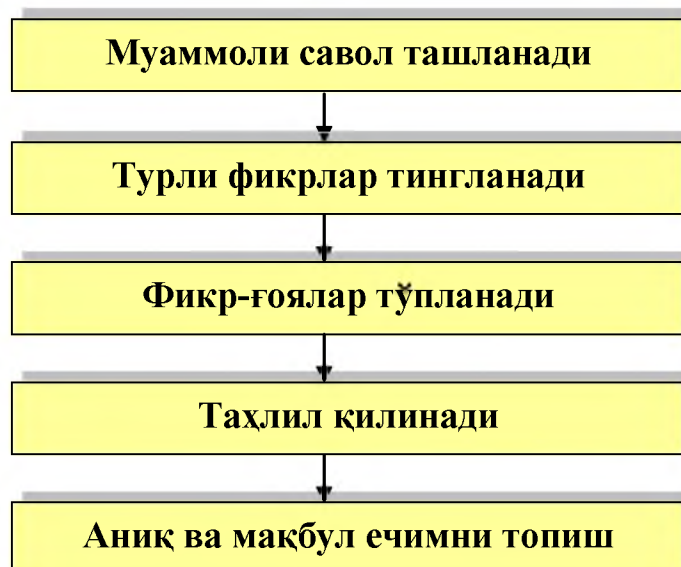 Муаммоли савол ташланади
Турли фикрлар тингланади
Фикр-ғоялар тўпланади
Таҳлил қилинади
Аниқ ва мақбул ечимни топиш